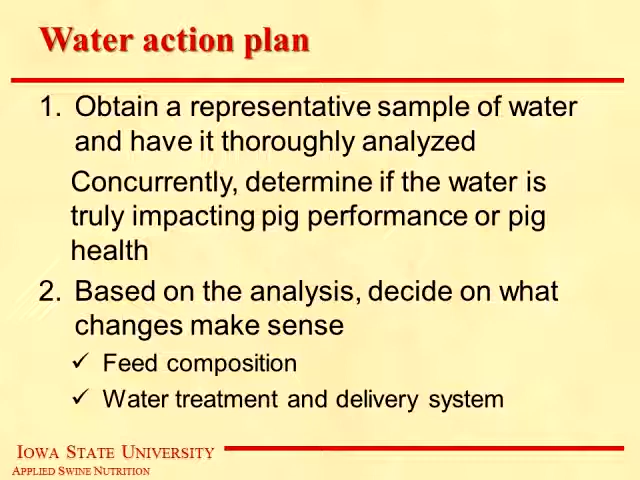 Water action plan
1. Obtain a representative sample of water
and have it thoroughly analyzed
Concurrently, determine if the water is
truly impacting pig performance or pig
health
2. Based on the analysis, decide on what
changes make sense
✓ Feed composition
✓ Water treatment and delivery system
IOWA STATE UNIVERSITY
APPLIED SWINE NUTRITION